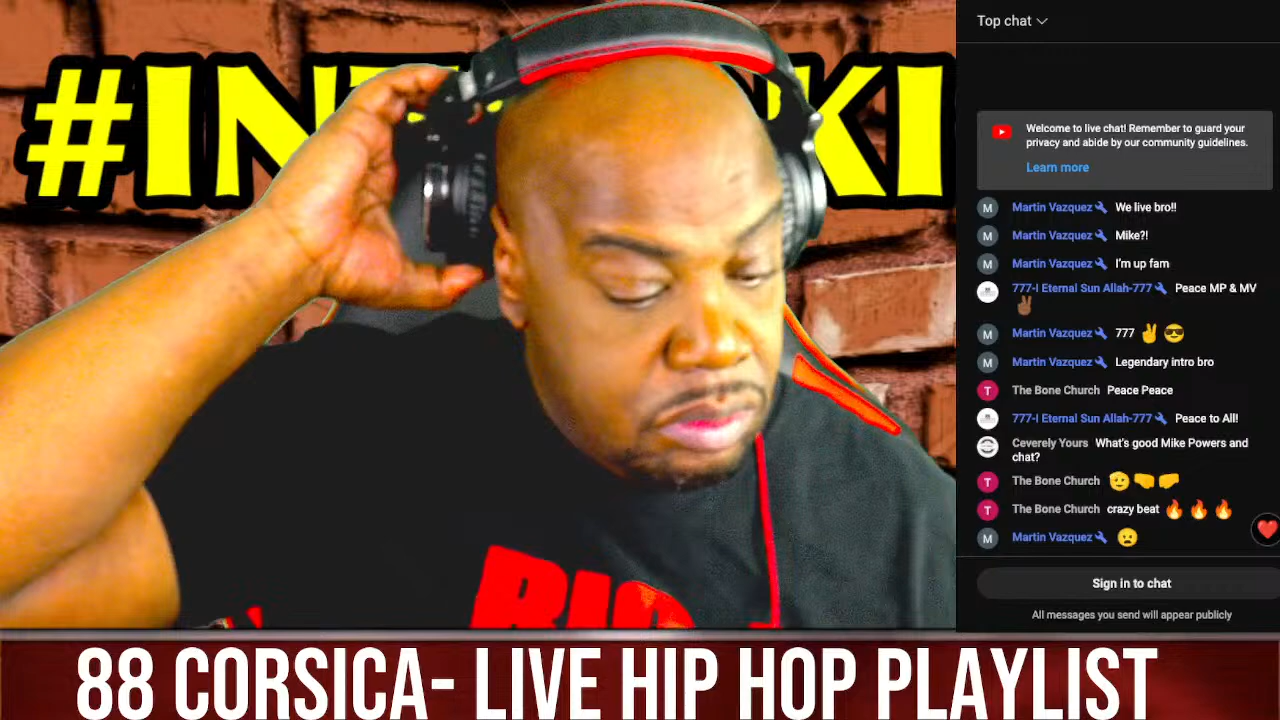 #IN
KI
RIO
Top chat
Welcome to live chat! Remember to guard your
privacy and abide by our community guidelines.
Learn more
M Martin Vazquez We live bro!!
M Martin Vazquez Mike?!
M Martin Vazquez I'm up fam
777-I Eternal Sun Allah-777 Peace MP & MV
✌🏾
M Martin Vazquez 777 ✌️ 😎
M Martin Vazquez Legendary intro bro
T The Bone Church Peace Peace
777-I Eternal Sun Allah-777 Peace to All!
Ceverely Yours What's good Mike Powers and
chat?
T The Bone Church 🫡 🤜 🤛
T The Bone Church crazy beat 🔥 🔥 🔥
M Martin Vazquez 😦
Sign in to chat
All messages you send will appear publicly
88 CORSICA- LIVE HIP HOP PLAYLIST